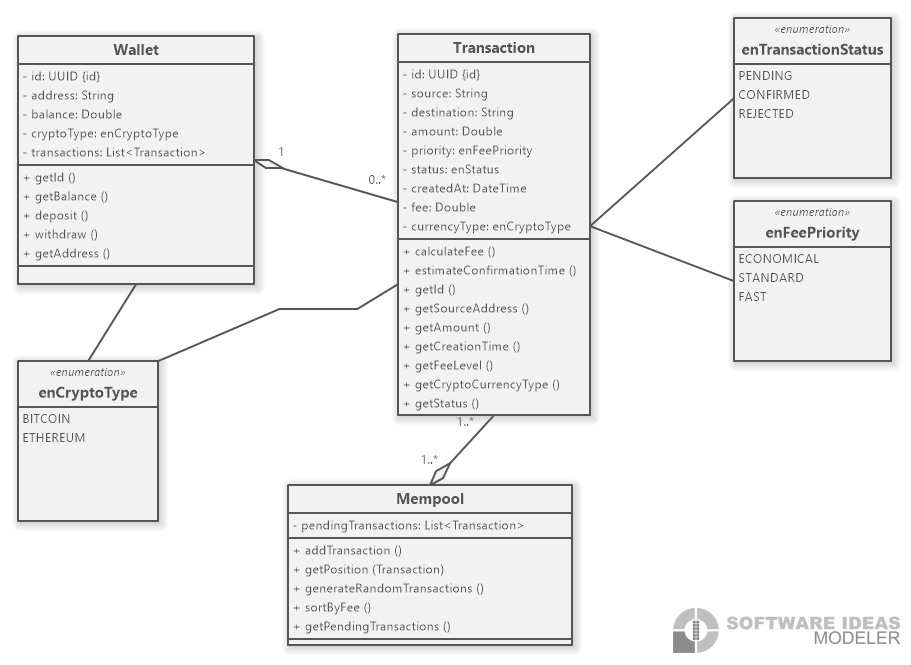 Wallet
- id: UUID {id}
- address: String
- balance: Double
- cryptoType: enCryptoType
- transactions: List<Transaction>
+ getId ()
+ getBalance ()
+ deposit ()
+ withdraw ()
+ getAddress ()
1
0..*
Transaction
- id: UUID {id}
- source: String
- destination: String
- amount: Double
- priority: enFeePriority
- status: enStatus
- createdAt: DateTime
- fee: Double
- currencyType: enCryptoType
+ calculateFee ()
+ estimateConfirmationTime ()
+ getId ()
+ getSourceAddress ()
+ getAmount ()
+ getCreationTime ()
+ getFeeLevel ()
+ getCryptoCurrencyType ()
+ getStatus ()
«enumeration»
enTransactionStatus
PENDING
CONFIRMED
REJECTED
«enumeration»
enFeePriority
ECONOMICAL
STANDARD
FAST
«enumeration»
enCryptoType
BITCOIN
ETHEREUM
1..*
1..*
Mempool
- pendingTransactions: List<Transaction>
+ addTransaction ()
+ getPosition (Transaction)
+ generateRandomTransactions ()
+ sortByFee ()
+ getPendingTransactions ()
SOFTWARE IDEAS
MODELER